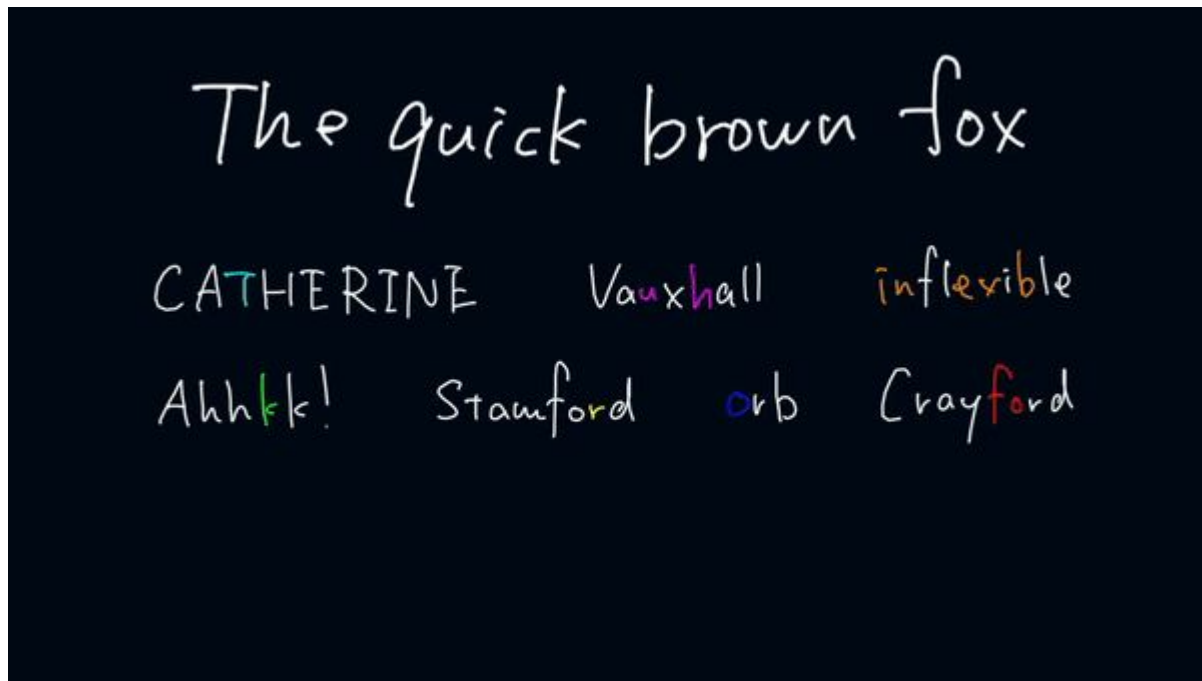 The quick brown fox
CATHERINE Vauxhall inflexible
Ahhkk! Stamford orb Crayford